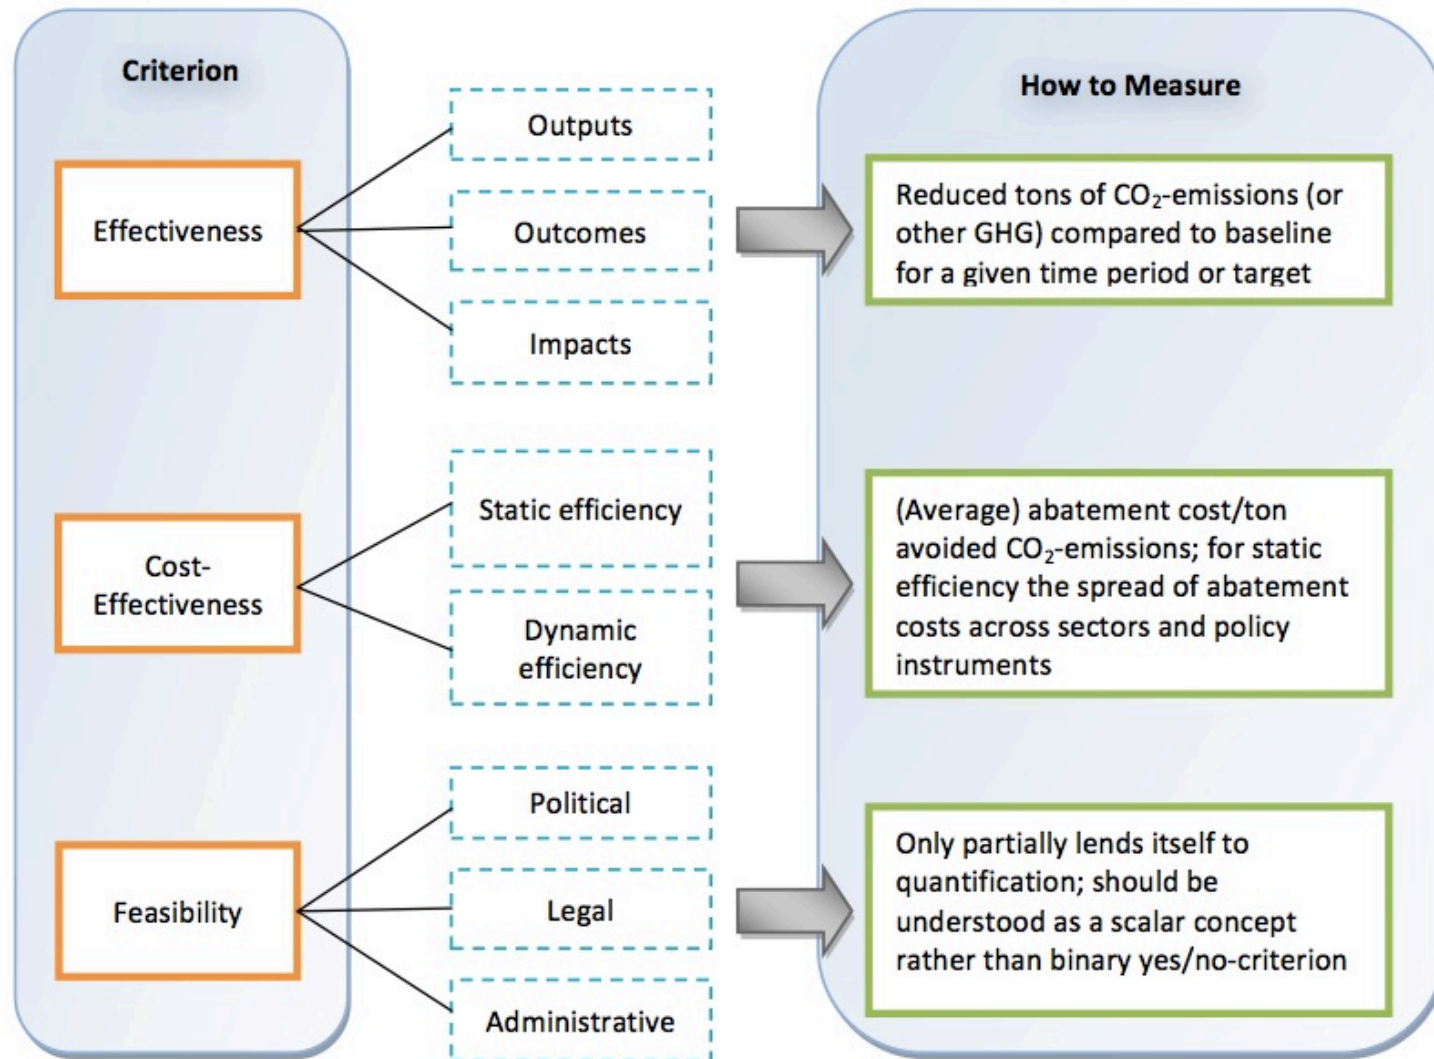 Criterion
How to Measure
Effectiveness
Outputs
Outcomes
Impacts
Reduced tons of CO₂-emissions (or
other GHG) compared to baseline
for a given time period or target
Cost-
Effectiveness
Static efficiency
Dynamic
efficiency
(Average) abatement cost/ton
avoided CO₂-emissions; for static
efficiency the spread of abatement
costs across sectors and policy
instruments
Feasibility
Political
Legal
Administrative
Only partially lends itself to
quantification; should be
understood as a scalar concept
rather than binary yes/no-criterion